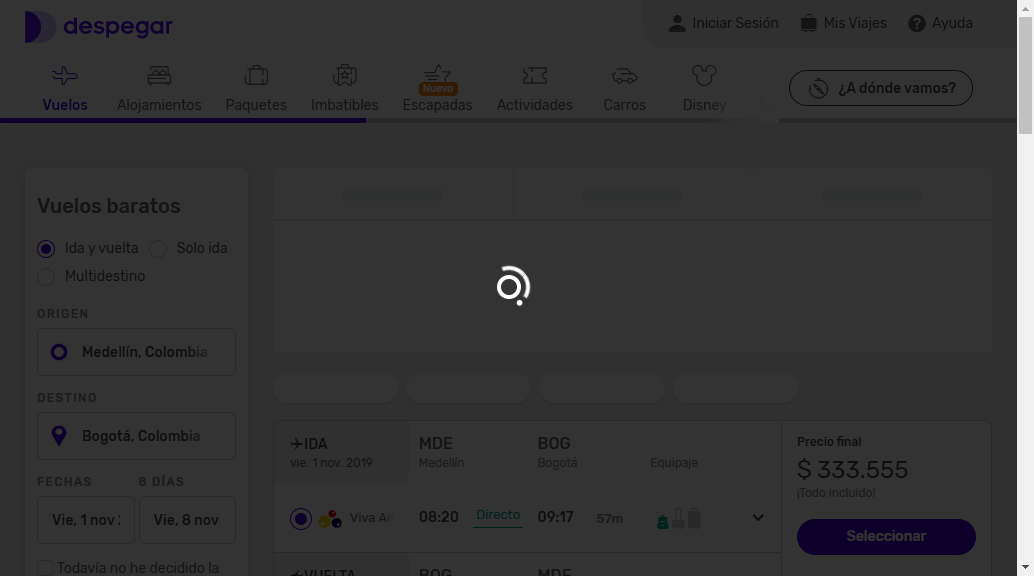 despegar
Iniciar Sesión
Mis Viajes
Ayuda
Vuelos
Alojamientos
Paquetes
Imbatibles
Nuevo
Escapadas
Actividades
Carros
Disney
¿A dónde vamos?
Vuelos baratos
Ida y vuelta
Solo ida
Multidestino
ORIGEN
Medellín, Colombia
DESTINO
Bogotá, Colombia
FECHAS
8 DÍAS
Vie, 1 nov
Vie, 8 nov
Todavía no he decidido la
IDA
MDE
BOG
vie. 1 nov. 2019
Medellín
Bogotá
Equipaje
Viva Ai
08:20
Directo
09:17
57m
VUELTA
BOG
MDE
Precio final
$ 333.555
¡Todo incluido!
Seleccionar